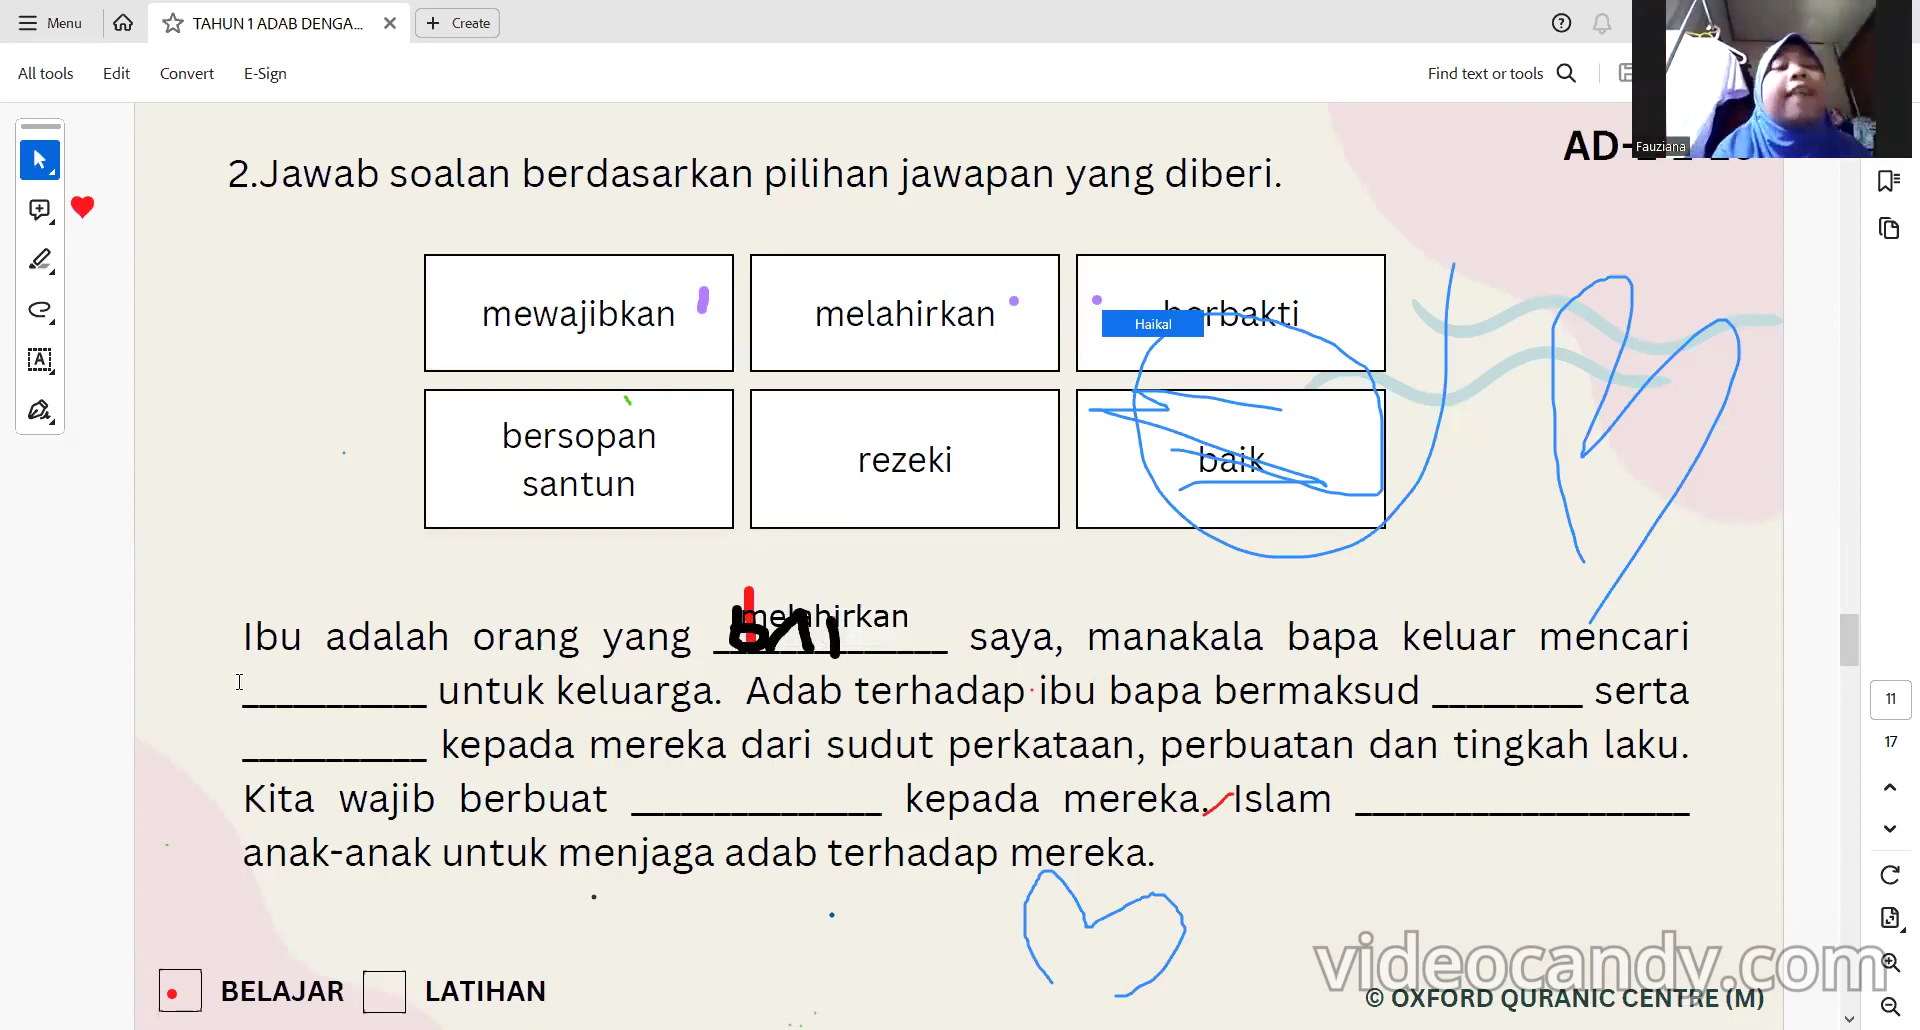 Menu
TAHUN 1 ADAB DENGA...
Create
All tools
Edit
Convert
E-Sign
Find text or tools
Fauziana
2.Jawab soalan berdasarkan pilihan jawapan yang diberi.
mewajibkan
melahirkan
berbakti
Haikal
bersopan
santun
rezeki
baik
melahirkan
Ibu adalah orang yang ______________ saya, manakala bapa keluar mencari
___________ untuk keluarga. Adab terhadap ibu bapa bermaksud _________ serta
___________ kepada mereka dari sudut perkataan, perbuatan dan tingkah laku.
Kita wajib berbuat _______________ kepada mereka. Islam ____________________
anak-anak untuk menjaga adab terhadap mereka.
11
17
BELAJAR
LATIHAN
videocandy.com
© OXFORD QURANIC CENTRE (M)